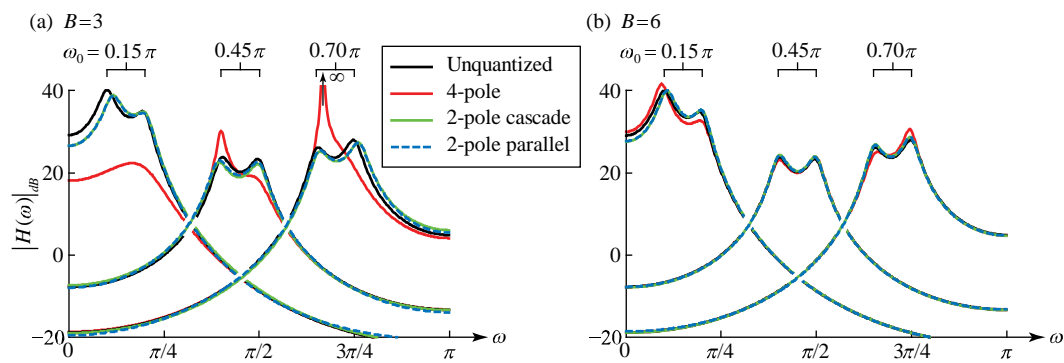 (a) B=3
ω₀ = 0.15π 0.45π 0.70π
∞
Unquantized
4-pole
2-pole cascade
2-pole parallel
|H(ω)|dB
40
20
0
−20
0 π/4 π/2 3π/4 π ω
(b) B=6
ω₀ = 0.15π 0.45π 0.70π
40
20
0
−20
0 π/4 π/2 3π/4 π ω